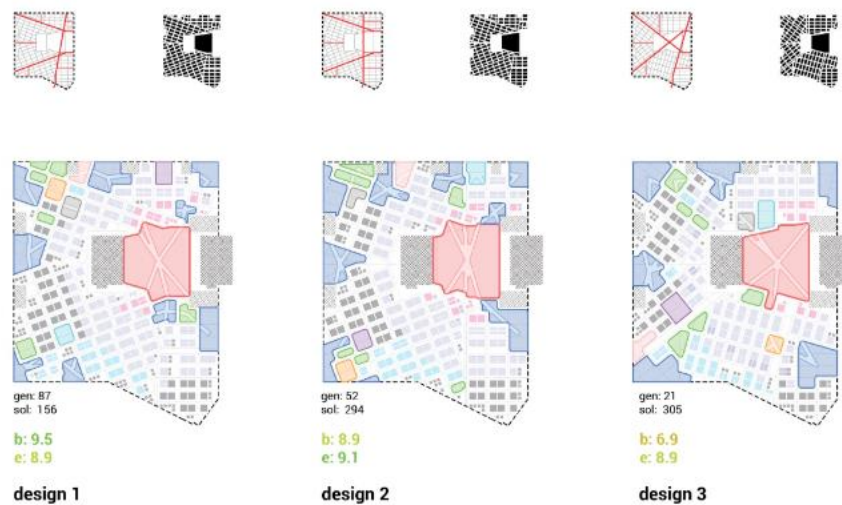 gen: 87
sol: 156
b: 9.5
e: 8.9
design 1
gen: 52
sol: 294
b: 8.9
e: 9.1
design 2
gen: 21
sol: 305
b: 6.9
e: 8.9
design 3